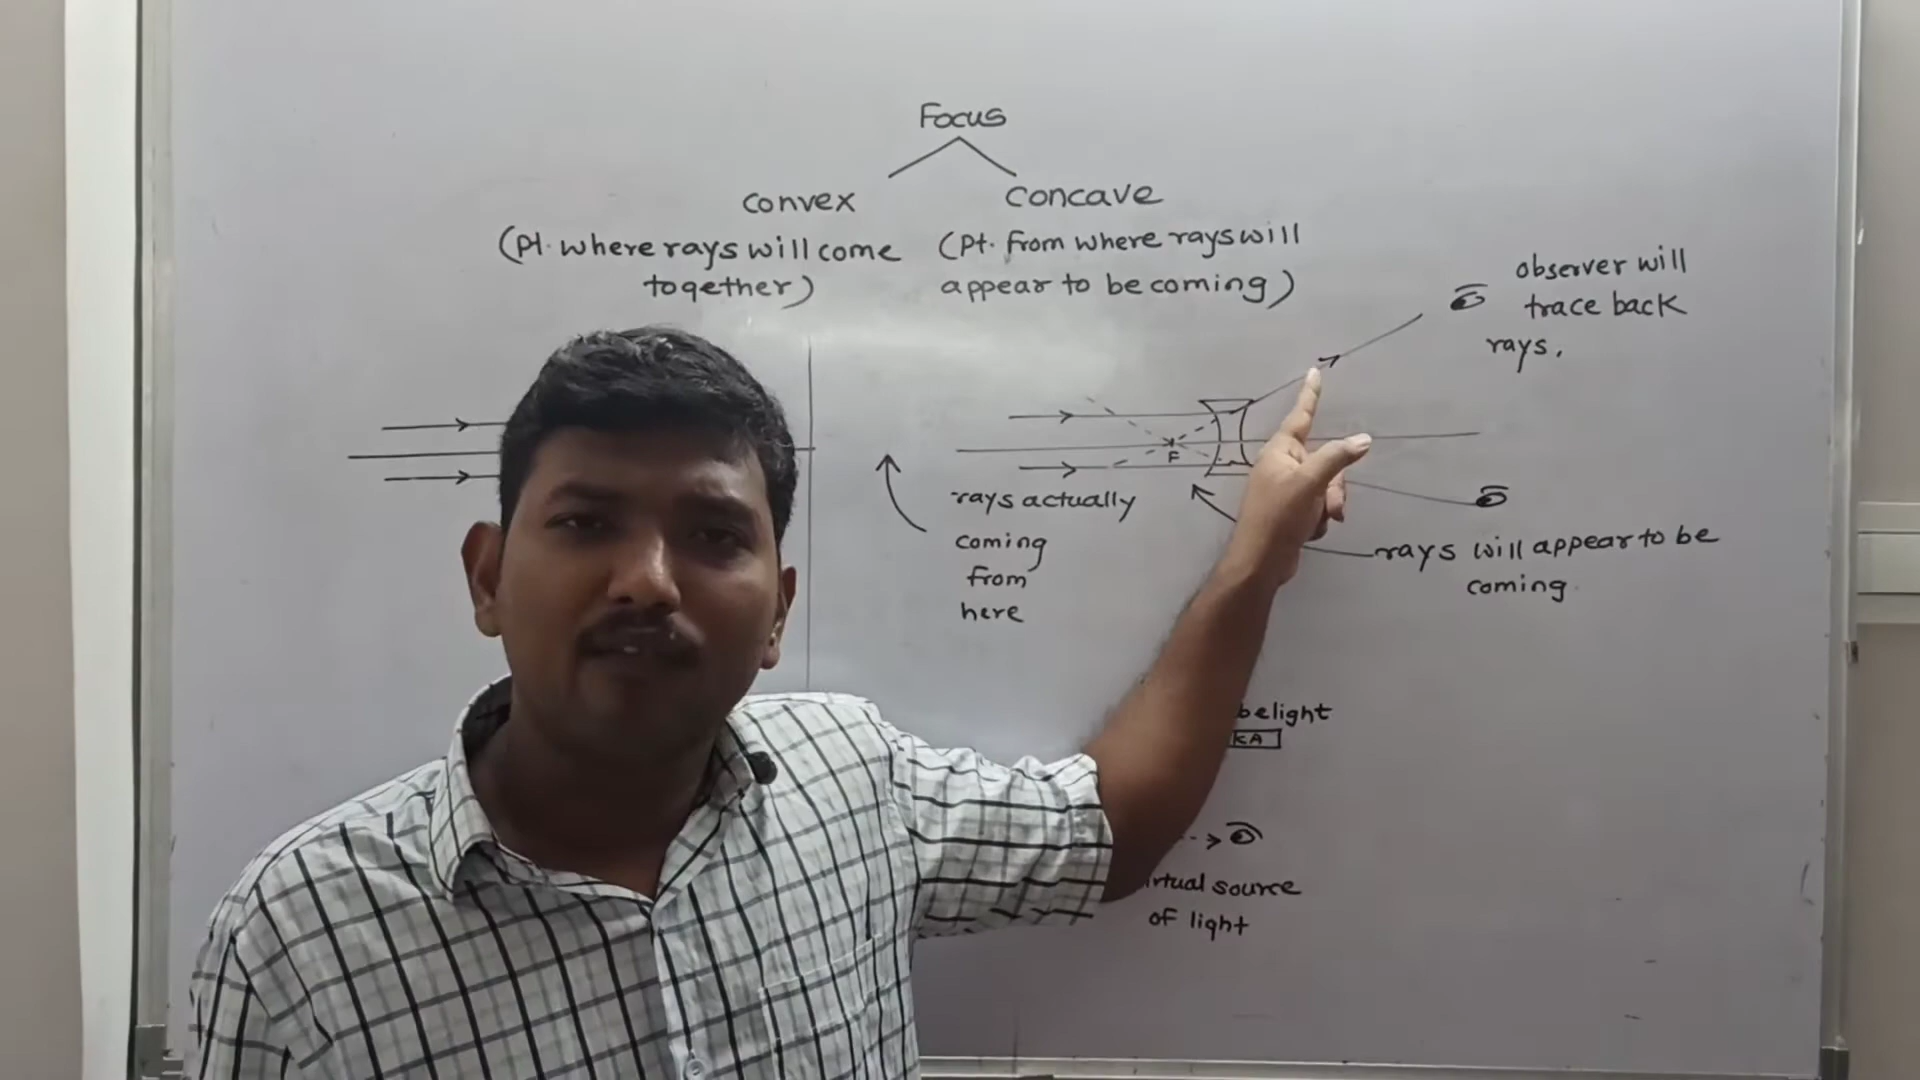 Focus
convex
concave
(Pt. where rays will come
together)
(Pt. from where rays will
appear to be coming)
observer will
trace back
rays.
F
rays actually
coming
from
here
rays will appear to be
coming
belight
kA
irtual source
of light